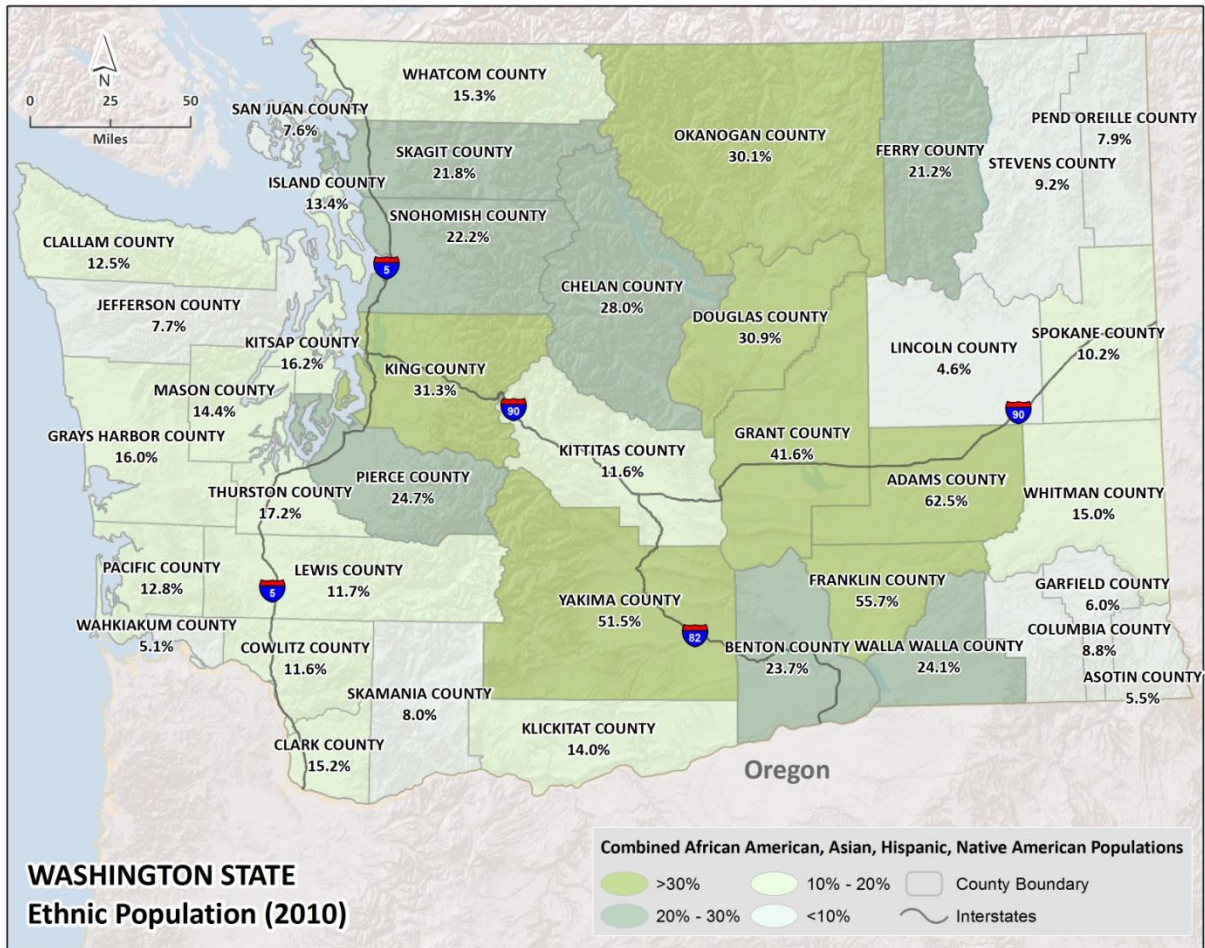 N
0 25 50
Miles
WHATCOM COUNTY
15.3%
SAN JUAN COUNTY
7.6%
SKAGIT COUNTY
21.8%
ISLAND COUNTY
13.4%
SNOHOMISH COUNTY
22.2%
OKANOGAN COUNTY
30.1%
FERRY COUNTY
21.2%
PEND OREILLE COUNTY
7.9%
STEVENS COUNTY
9.2%
CLALLAM COUNTY
12.5%
5
JEFFERSON COUNTY
7.7%
CHELAN COUNTY
28.0%
DOUGLAS COUNTY
30.9%
KITSAP COUNTY
16.2%
KING COUNTY
31.3%
LINCOLN COUNTY
4.6%
SPOKANE COUNTY
10.2%
MASON COUNTY
14.4%
90
90
GRAYS HARBOR COUNTY
16.0%
KITTITAS COUNTY
11.6%
GRANT COUNTY
41.6%
PIERCE COUNTY
24.7%
ADAMS COUNTY
62.5%
THURSTON COUNTY
17.2%
WHITMAN COUNTY
15.0%
PACIFIC COUNTY
12.8%
LEWIS COUNTY
11.7%
5
YAKIMA COUNTY
51.5%
FRANKLIN COUNTY
55.7%
GARFIELD COUNTY
6.0%
WAHKIAKUM COUNTY
5.1%
COWLITZ COUNTY
11.6%
82
BENTON COUNTY
23.7%
WALLA WALLA COUNTY
24.1%
COLUMBIA COUNTY
8.8%
ASOTIN COUNTY
5.5%
SKAMANIA COUNTY
8.0%
KLICKITAT COUNTY
14.0%
CLARK COUNTY
15.2%
Oregon
WASHINGTON STATE
Ethnic Population (2010)
Combined African American, Asian, Hispanic, Native American Populations
>30% 10% - 20% County Boundary
20% - 30% <10% Interstates